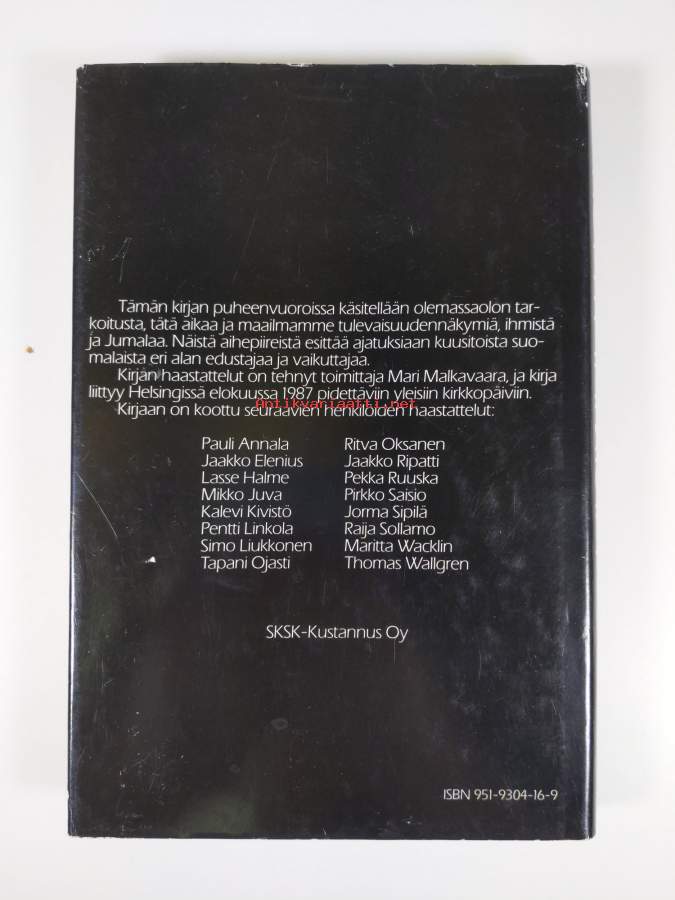 Tämän kirjan puheenvuoroissa käsitellään olemassaolon tar-
koitusta, tätä aikaa ja maailmamme tulevaisuudennäkymiä, ihmistä
ja Jumalaa. Näistä aihepiireistä esittää ajatuksiaan kuusitoista suo-
malaista eri alan edustajaa ja vaikuttajaa.
Kirjan haastattelut on tehnyt toimittaja Mari Malkavaara, ja kirja
liittyy Helsingissä elokuussa 1987 pidettäviin yleisiin kirkkopäiviin.
Antikvariaatti.net
Kirjaan on koottu seuraavien henkilöiden haastattelut:
Pauli Annala
Jaakko Elenius
Lasse Halme
Mikko Juva
Kalevi Kivistö
Pentti Linkola
Simo Liukkonen
Tapani Ojasti
Ritva Oksanen
Jaakko Ripatti
Pekka Ruuska
Pirkko Saisio
Jorma Sipilä
Raija Sollamo
Maritta Wacklin
Thomas Wallgren
SKSK-Kustannus Oy
ISBN 951-9304-16-9